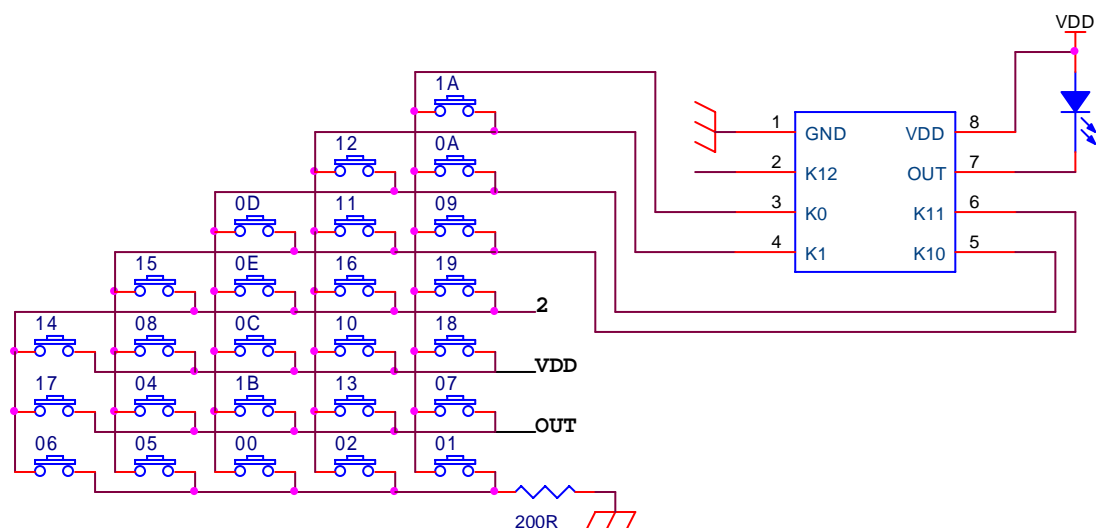 VDD
1A
1 GND VDD 8
12 0A
2 K12 OUT 7
0D 11 09
3 K0 K11 6
4 K1 K10 5
15 0E 16 19
2
14 08 0C 10 18
VDD
17 04 1B 13 07
OUT
06 05 00 02 01
200R